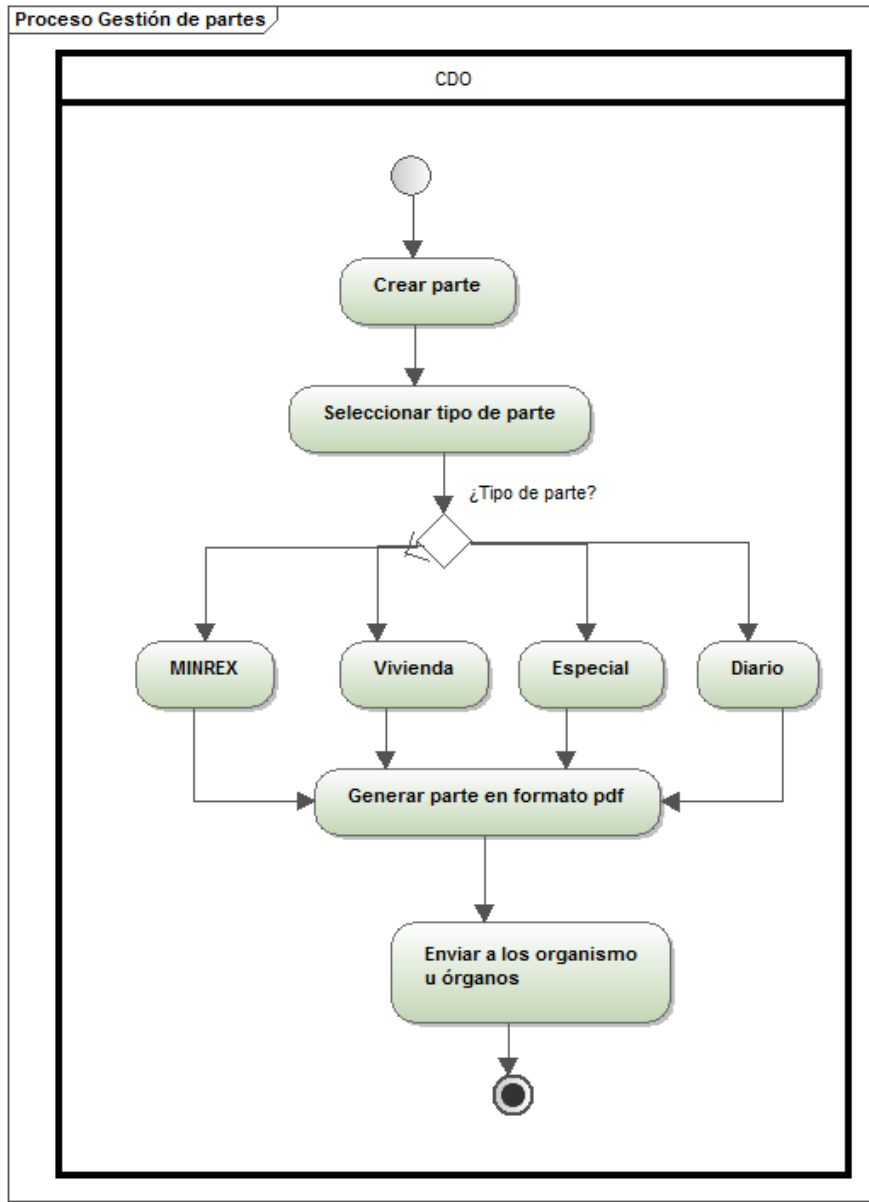 Proceso Gestión de partes
CDO
Crear parte
Seleccionar tipo de parte
¿Tipo de parte?
MINREX
Vivienda
Especial
Diario
Generar parte en formato pdf
Enviar a los organismo
u órganos